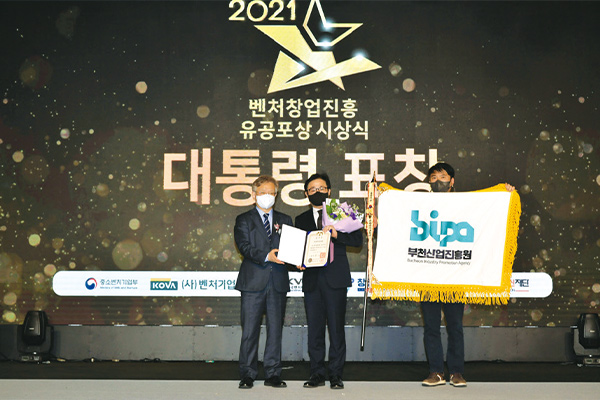 2021
벤처창업진흥
유공포상 시상식
대통령 표창
bipa
부천산업진흥원
Bucheon Industry Promotion Agency
중소벤처기업부
KOVA (사)벤처기업